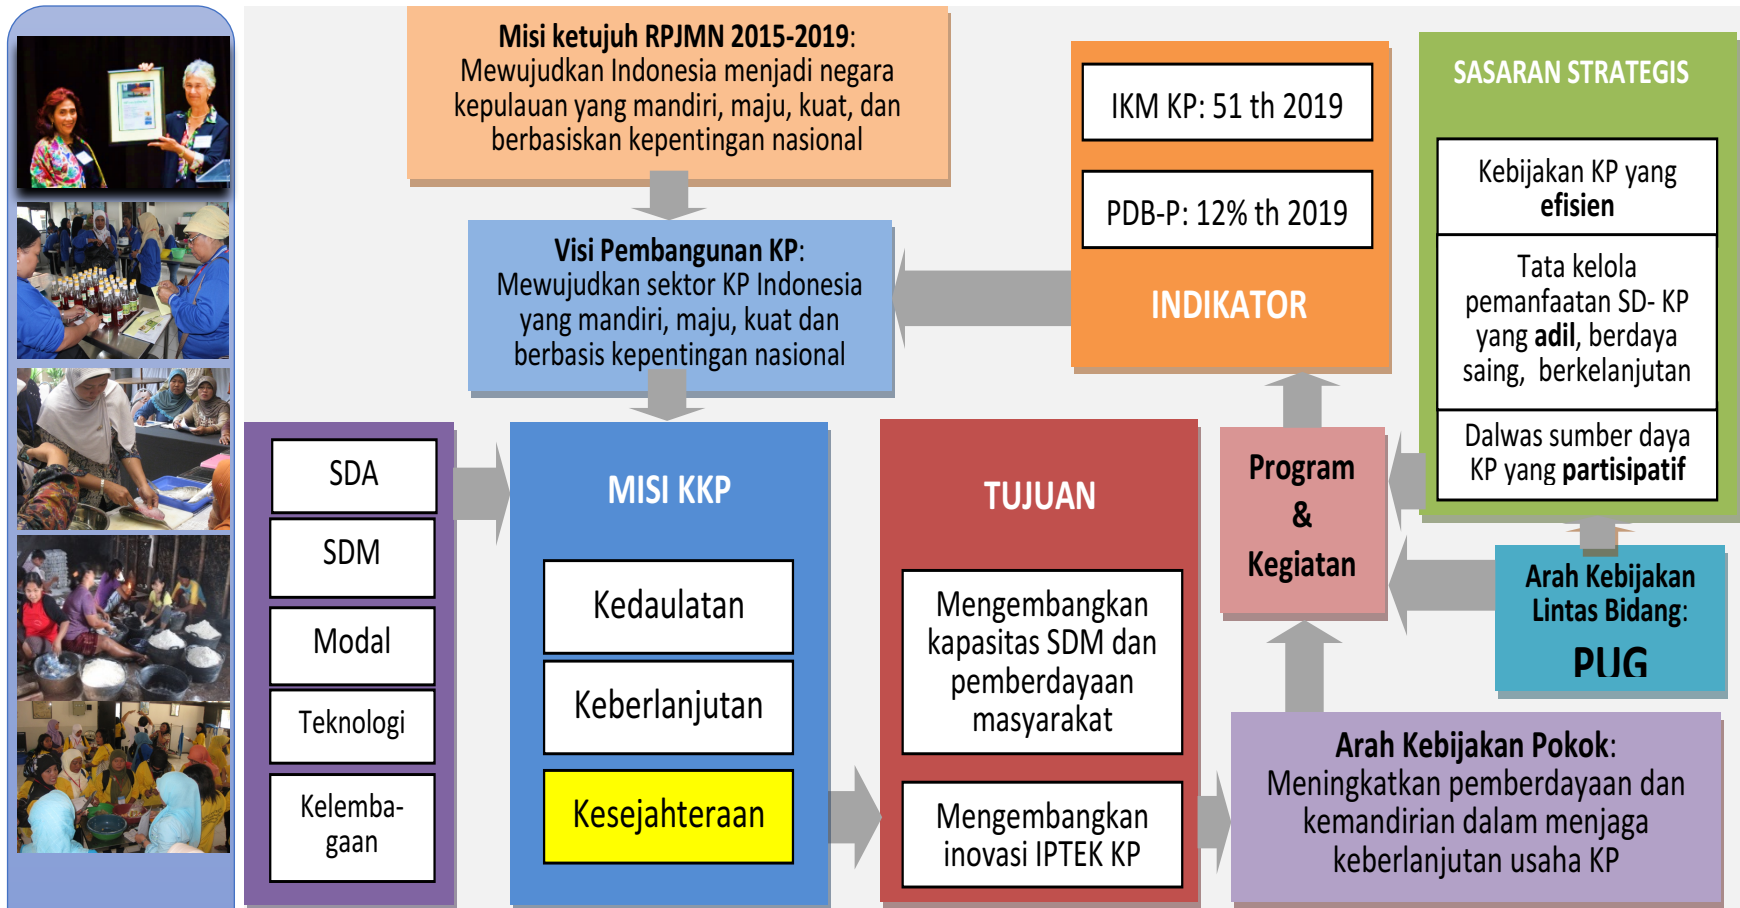 Misi ketujuh RPJMN 2015-2019:
Mewujudkan Indonesia menjadi negara
kepulauan yang mandiri, maju, kuat, dan
berbasiskan kepentingan nasional
Visi Pembangunan KP:
Mewujudkan sektor KP Indonesia
yang mandiri, maju, kuat dan
berbasis kepentingan nasional
IKM KP: 51 th 2019
PDB-P: 12% th 2019
INDIKATOR
SASARAN STRATEGIS
Kebijakan KP yang
efisien
Tata kelola
pemanfaatan SD- KP
yang adil, berdaya
saing, berkelanjutan
Dalwas sumber daya
KP yang partisipatif
SDA
SDM
Modal
Teknologi
Kelemba-
gaan
MISI KKP
Kedaulatan
Keberlanjutan
Kesejahteraan
TUJUAN
Mengembangkan
kapasitas SDM dan
pemberdayaan
masyarakat
Mengembangkan
inovasi IPTEK KP
Program
&
Kegiatan
Arah Kebijakan
Lintas Bidang:
PUG
Arah Kebijakan Pokok:
Meningkatkan pemberdayaan dan
kemandirian dalam menjaga
keberlanjutan usaha KP